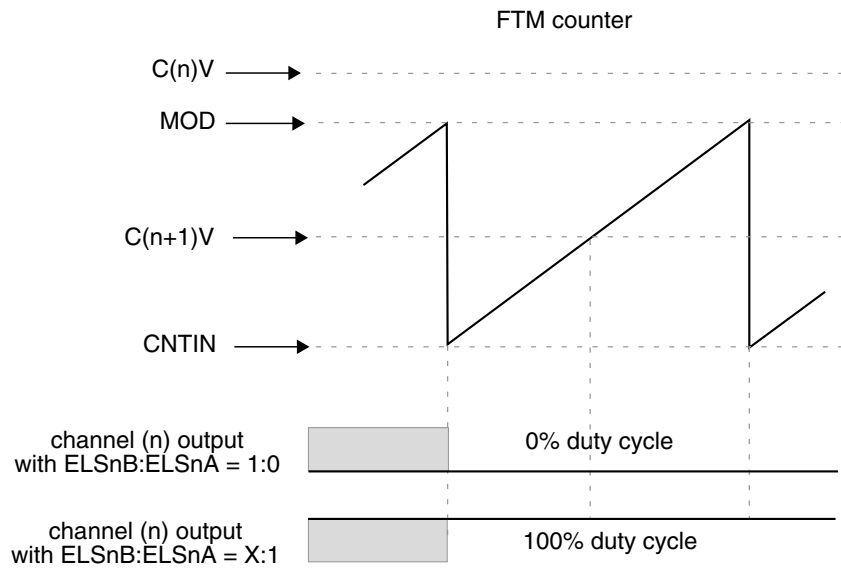 FTM counter
C(n)V
MOD
C(n+1)V
CNTIN
channel (n) output
with ELSnB:ELSnA = 1:0
0% duty cycle
channel (n) output
with ELSnB:ELSnA = X:1
100% duty cycle